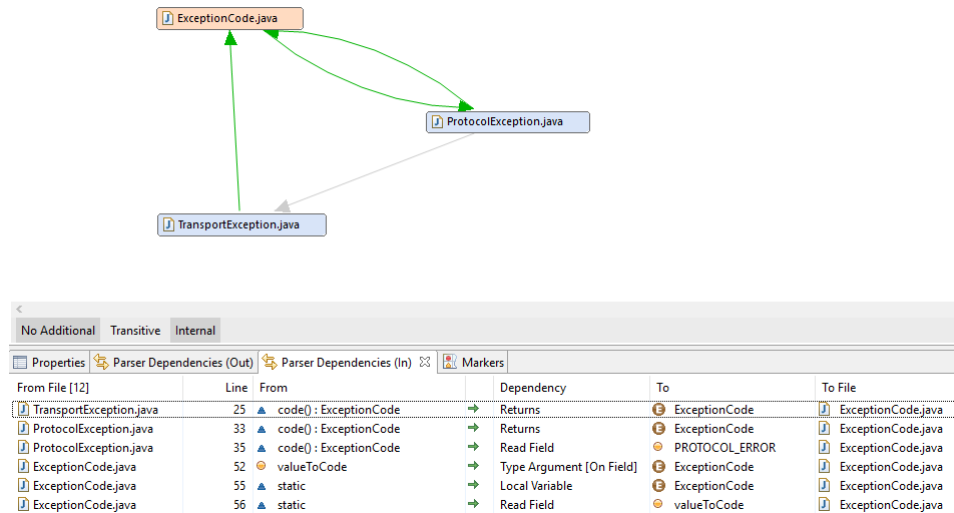 ExceptionCode.java
ProtocolException.java
TransportException.java
No Additional Transitive Internal
Properties Parser Dependencies (Out) Parser Dependencies (In) Markers
From File [12] Line From Dependency To To File
TransportException.java 25 code() : ExceptionCode Returns ExceptionCode ExceptionCode.java
ProtocolException.java 33 code() : ExceptionCode Returns ExceptionCode ExceptionCode.java
ProtocolException.java 35 code() : ExceptionCode Read Field PROTOCOL_ERROR ExceptionCode.java
ExceptionCode.java 52 valueToCode Type Argument [On Field] ExceptionCode ExceptionCode.java
ExceptionCode.java 55 static Local Variable ExceptionCode ExceptionCode.java
ExceptionCode.java 56 static Read Field valueToCode ExceptionCode.java